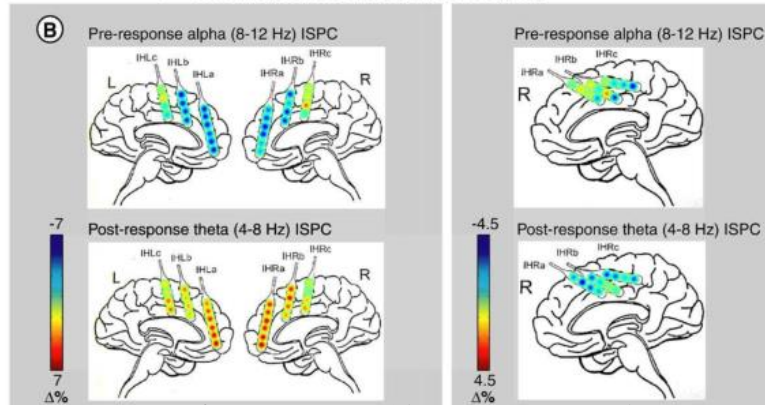 B
Pre-response alpha (8-12 Hz) ISPC
IHLc
IHLb
IHLa
IHRa
IHRb
IHRc
L
R
Post-response theta (4-8 Hz) ISPC
-7
IHLc
IHLb
IHLa
IHRa
IHRb
IHRc
L
R
7
Δ%
Pre-response alpha (8-12 Hz) ISPC
IHRa
IHRb
IHRc
R
Post-response theta (4-8 Hz) ISPC
-4.5
IHRa
IHRb
IHRc
R
4.5
Δ%